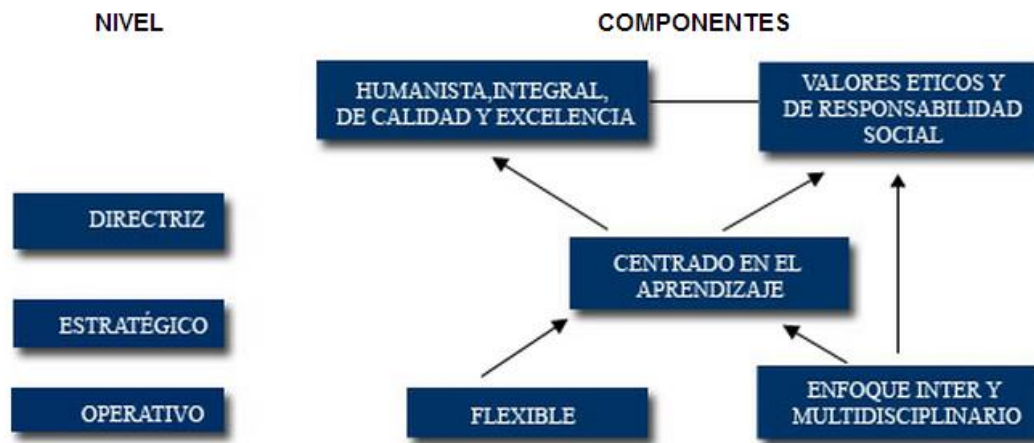 NIVEL
COMPONENTES
HUMANISTA,INTEGRAL,
DE CALIDAD Y EXCELENCIA
VALORES ETICOS Y
DE RESPONSABILIDAD
SOCIAL
DIRECTRIZ
CENTRADO EN EL
APRENDIZAJE
ESTRATÉGICO
OPERATIVO
FLEXIBLE
ENFOQUE INTER Y
MULTIDISCIPLINARIO